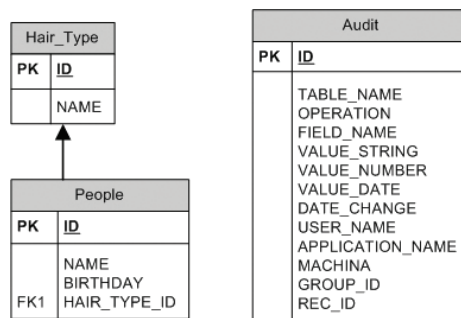 Hair_Type
PK ID
NAME
People
PK ID
NAME
BIRTHDAY
FK1 HAIR_TYPE_ID
Audit
PK ID
TABLE_NAME
OPERATION
FIELD_NAME
VALUE_STRING
VALUE_NUMBER
VALUE_DATE
DATE_CHANGE
USER_NAME
APPLICATION_NAME
MACHINA
GROUP_ID
REC_ID